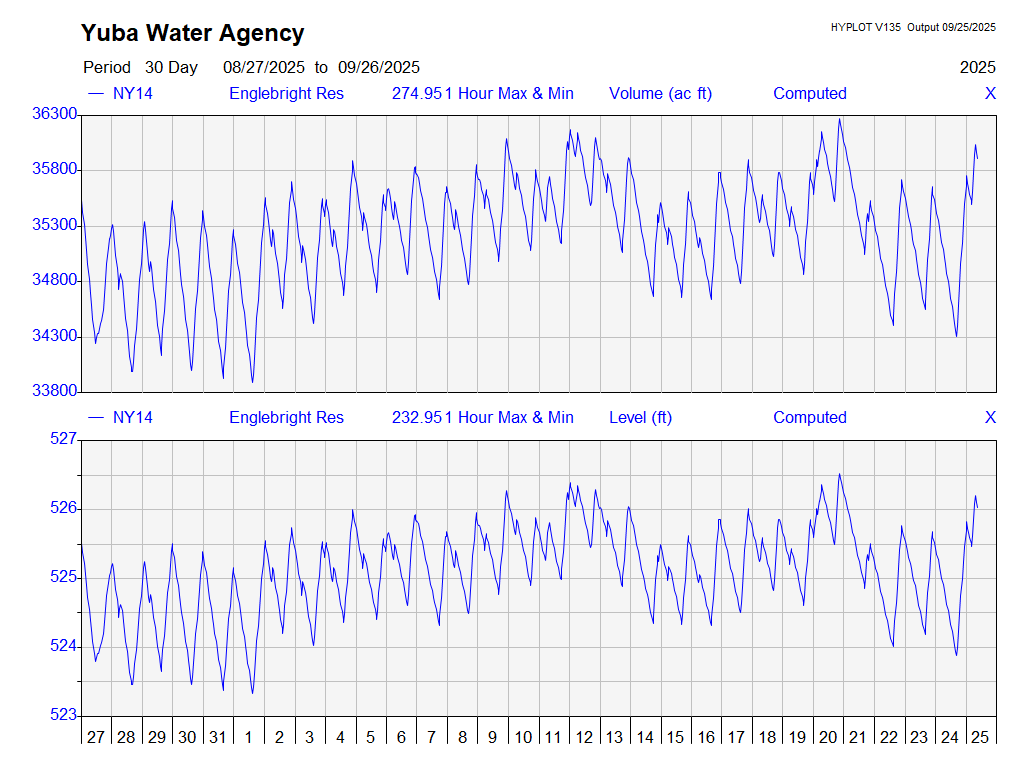 Yuba Water Agency
HYPLOT V135 Output 09/25/2025
Period 30 Day 08/27/2025 to 09/26/2025 2025
NY14 Englebright Res 274.951 Hour Max & Min Volume (ac ft) Computed X
36300
35800
35300
34800
34300
33800
NY14 Englebright Res 232.951 Hour Max & Min Level (ft) Computed X
527
526
525
524
523
27 28 29 30 31 1 2 3 4 5 6 7 8 9 10 11 12 13 14 15 16 17 18 19 20 21 22 23 24 25